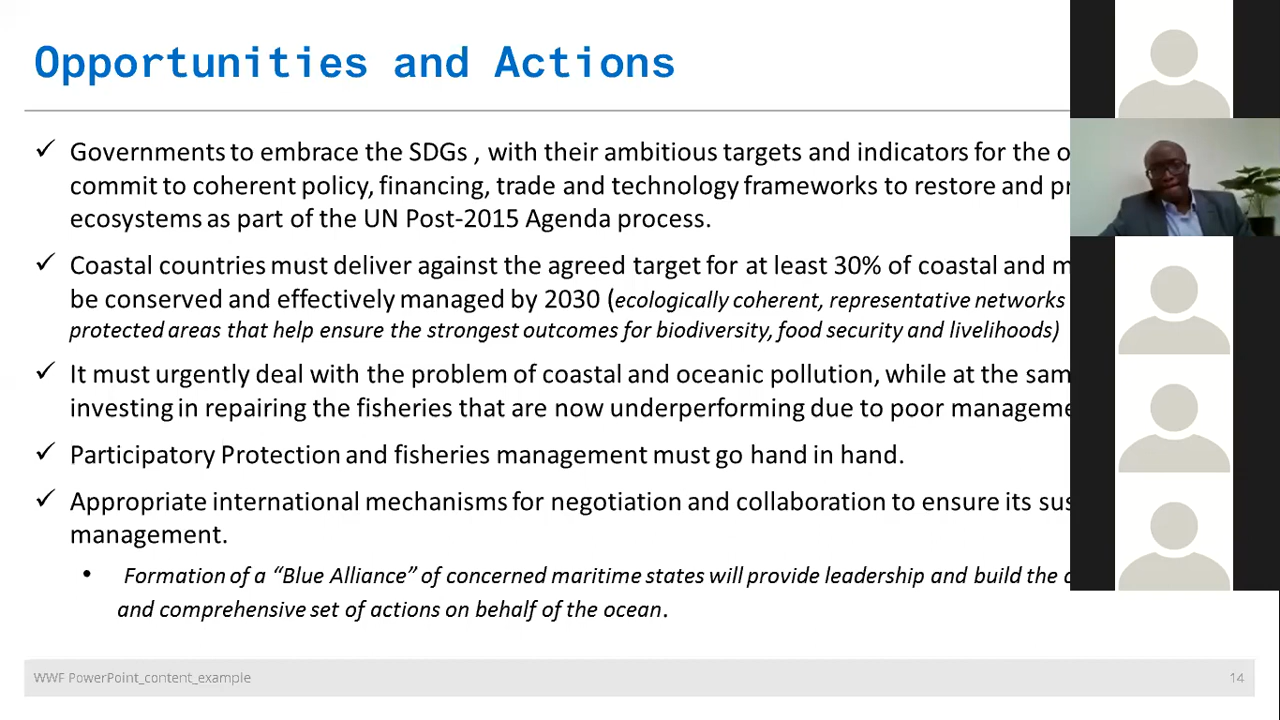 Opportunities and Actions
✓ Governments to embrace the SDGs , with their ambitious targets and indicators for the
commit to coherent policy, financing, trade and technology frameworks to restore and
ecosystems as part of the UN Post-2015 Agenda process.
✓ Coastal countries must deliver against the agreed target for at least 30% of coastal and
be conserved and effectively managed by 2030 (ecologically coherent, representative networks
protected areas that help ensure the strongest outcomes for biodiversity, food security and livelihoods)
✓ It must urgently deal with the problem of coastal and oceanic pollution, while at the
investing in repairing the fisheries that are now underperforming due to poor
✓ Participatory Protection and fisheries management must go hand in hand.
✓ Appropriate international mechanisms for negotiation and collaboration to ensure its
management.
• Formation of a “Blue Alliance” of concerned maritime states will provide leadership and build the
and comprehensive set of actions on behalf of the ocean.
WWF PowerPoint_content_example
14